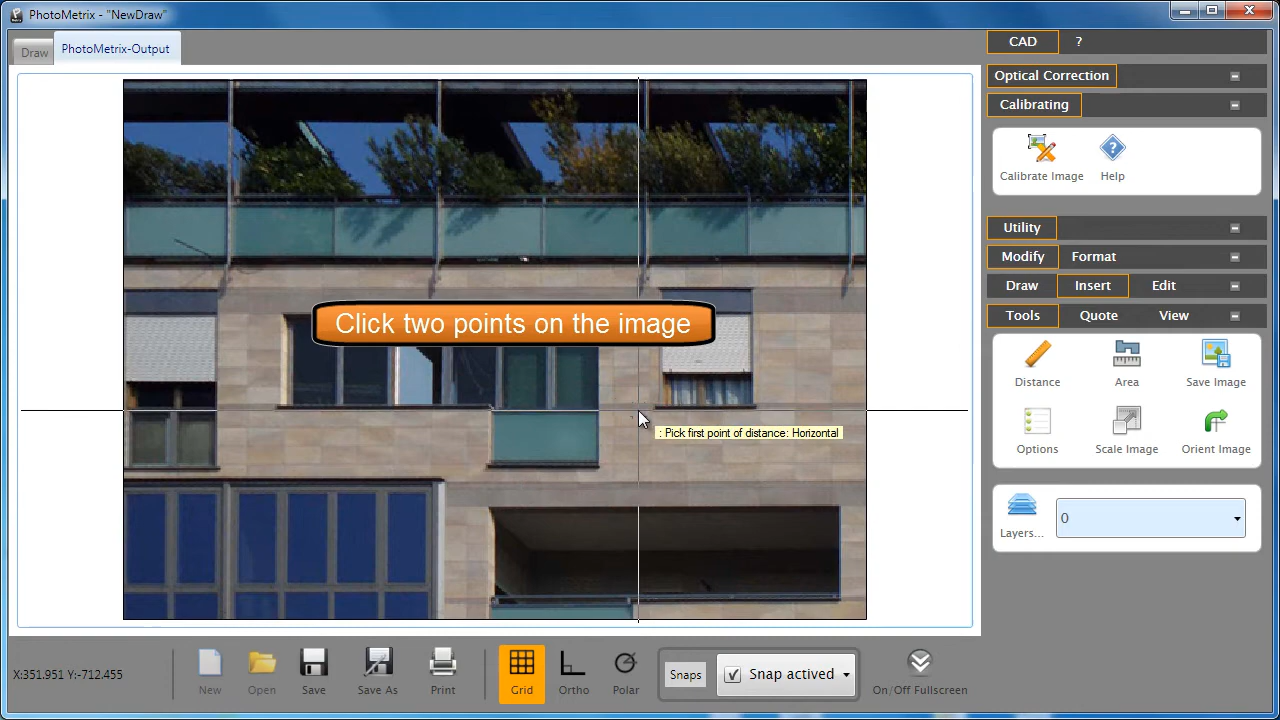 PhotoMetrix - "NewDraw"
Draw
PhotoMetrix-Output
CAD
?
Optical Correction
Calibrating
Calibrate Image
Help
Utility
Modify
Format
Draw
Insert
Edit
Tools
Quote
View
Distance
Area
Save Image
Options
Scale Image
Orient Image
Layers...
0
Click two points on the image
: Pick first point of distance: Horizontal
X:351.951 Y:-712.455
New
Open
Save
Save As
Print
Grid
Ortho
Polar
Snaps
Snap actived
On/Off Fullscreen